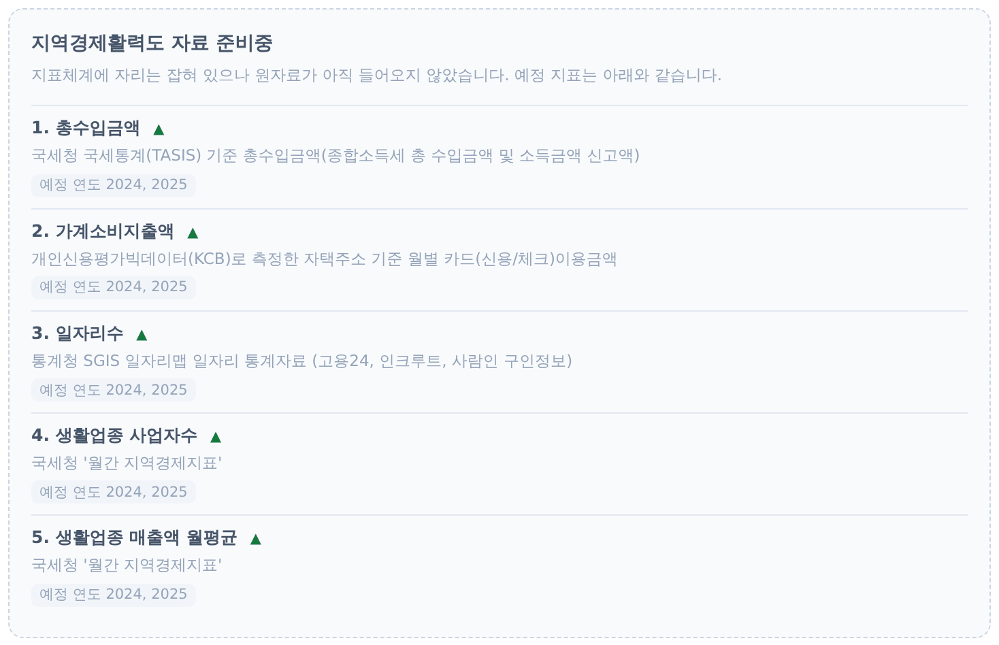 지역경제활력도 자료 준비중
지표체계에 자리는 잡혀 있으나 원자료가 아직 들어오지 않았습니다. 예정 지표는 아래와 같습니다.
1. 총수입금액 ▲
국세청 국세통계(TASIS) 기준 총수입금액(종합소득세 총 수입금액 및 소득금액 신고액)
예정 연도 2024, 2025
2. 가계소비지출액 ▲
개인신용평가빅데이터(KCB)로 측정한 자택주소 기준 월별 카드(신용/체크)이용금액
예정 연도 2024, 2025
3. 일자리수 ▲
통계청 SGIS 일자리맵 일자리 통계자료 (고용24, 인크루트, 사람인 구인정보)
예정 연도 2024, 2025
4. 생활업종 사업자수 ▲
국세청 '월간 지역경제지표'
예정 연도 2024, 2025
5. 생활업종 매출액 월평균 ▲
국세청 '월간 지역경제지표'
예정 연도 2024, 2025